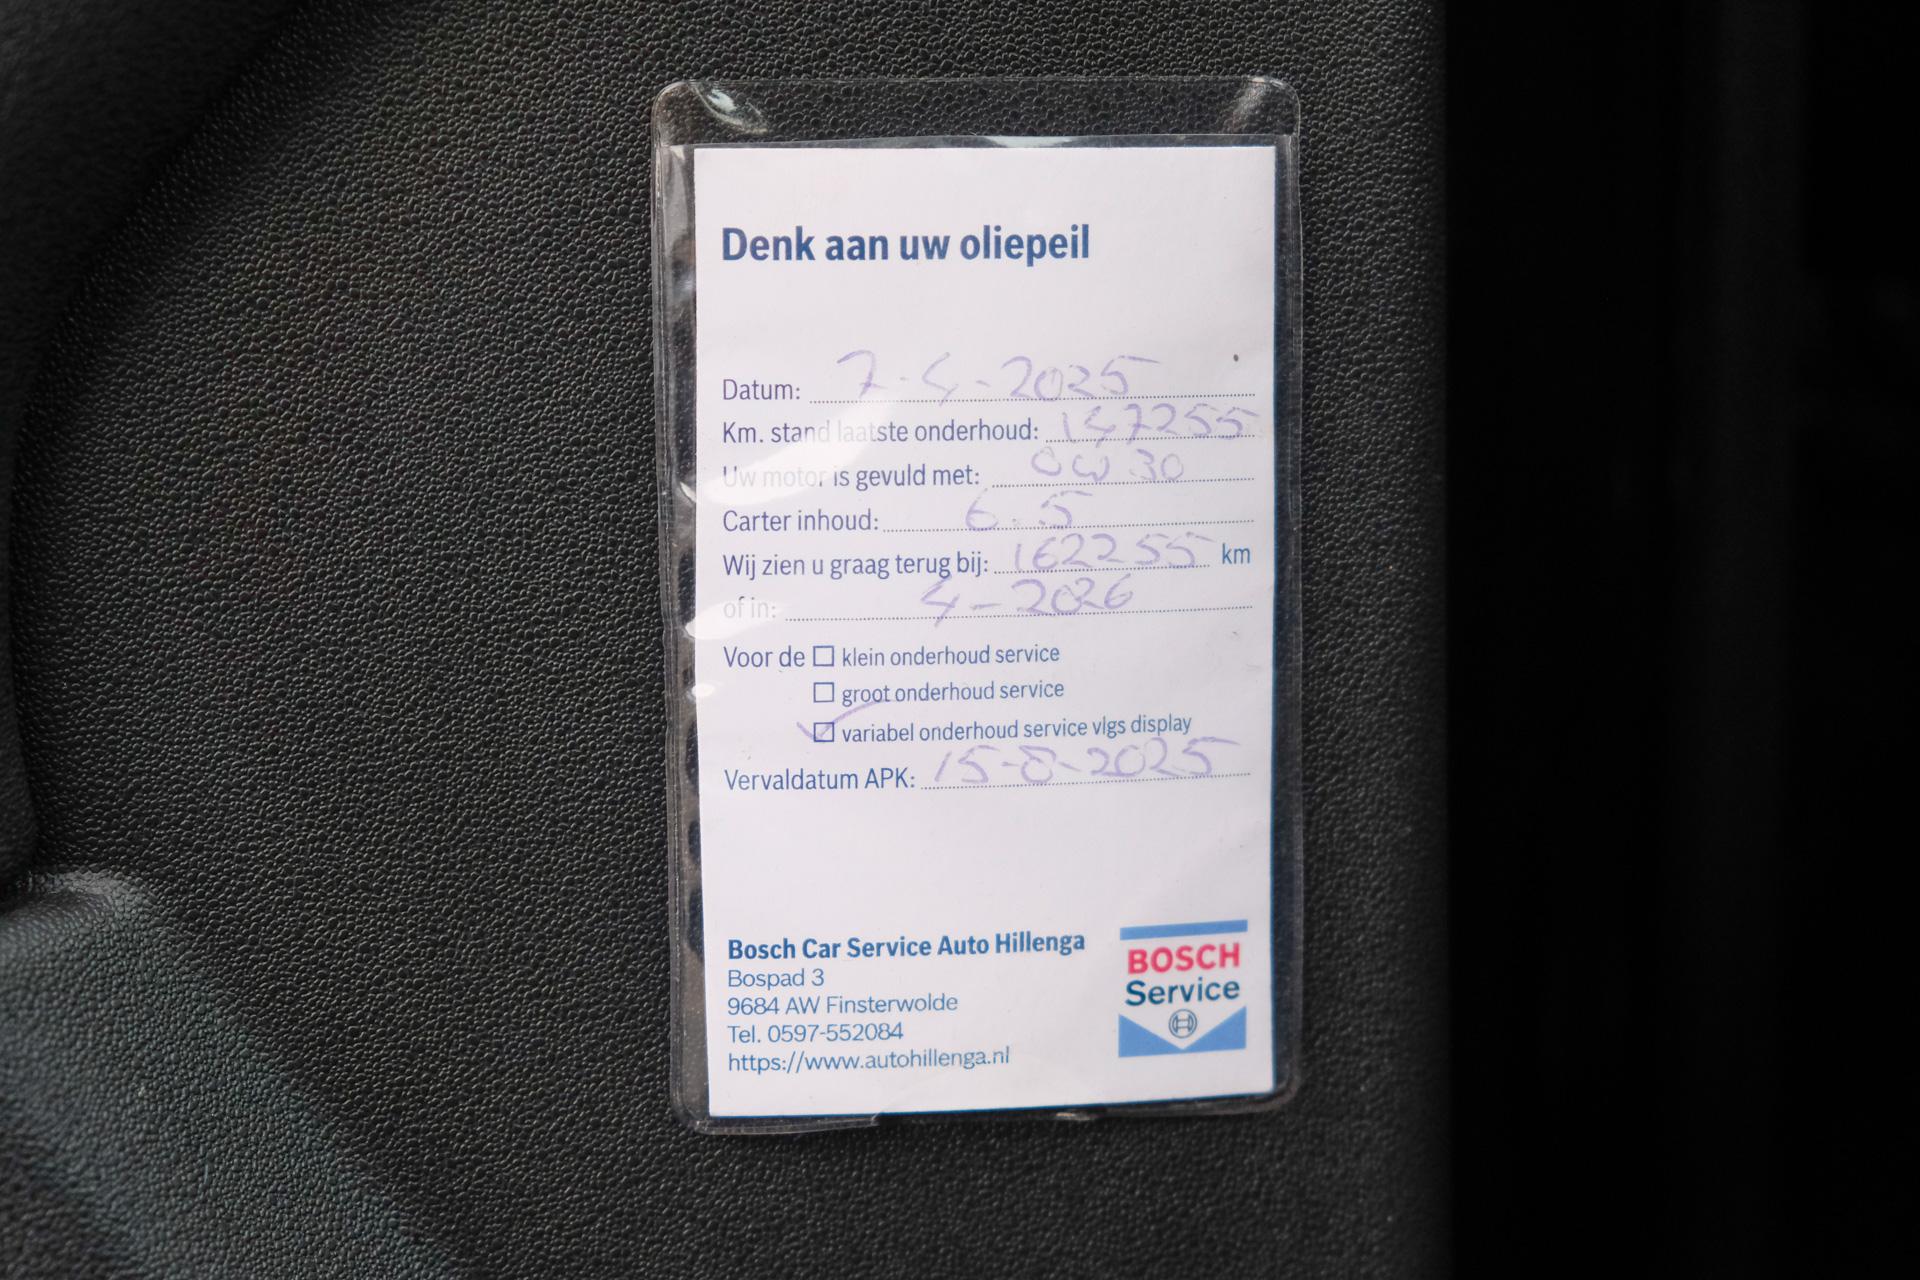 Denk aan uw oliepeil
Datum: 7-4-2025
Km. stand laatste onderhoud: 147255
Uw motor is gevuld met: 0W30
Carter inhoud: 6.5
Wij zien u graag terug bij: 162255 km
of in: 4-2026
Voor de ☐ klein onderhoud service
☐ groot onderhoud service
☑ variabel onderhoud service vlgs display
Vervaldatum APK: 15-8-2025
Bosch Car Service Auto Hillenga
Bospad 3
9684 AW Finsterwolde
Tel. 0597-552084
https://www.autohillenga.nl
BOSCH
Service